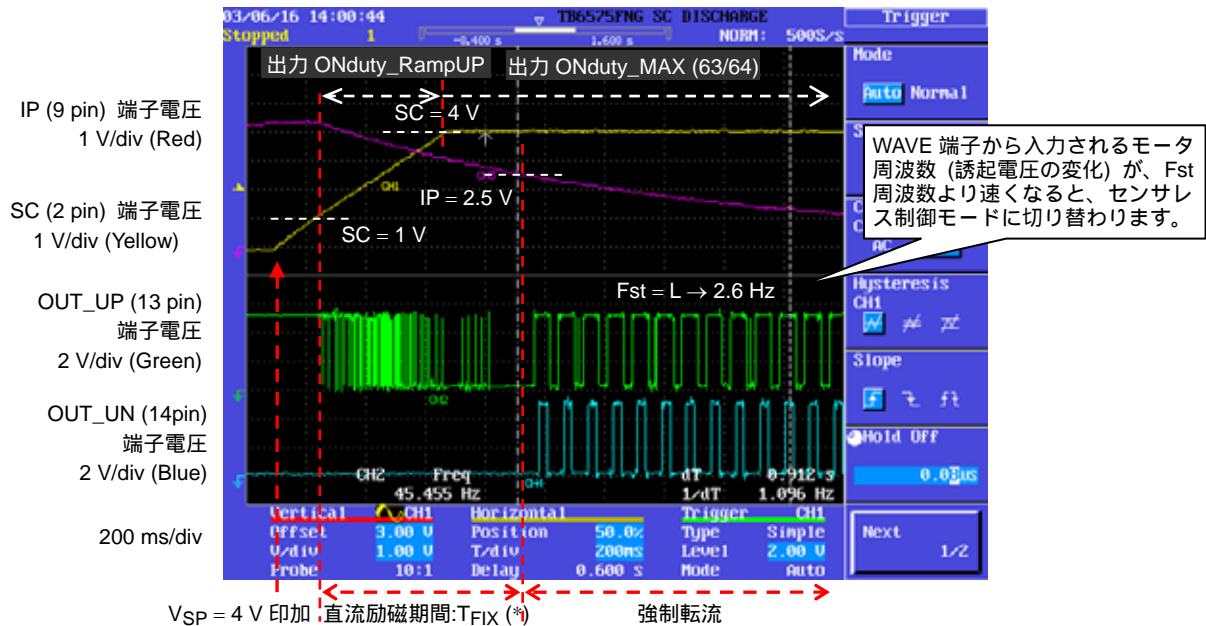 03/06/16 14:00:44
TB6575FNG SC DISCHARGE
Trigger
Stopped
1
-0.400 s
1.600 s
NORM: 500S/s
出力 ONduty_RampUP
出力 ONduty_MAX (63/64)
Mode
Auto Normal
IP (9 pin) 端子電圧
1 V/div (Red)
SC = 4 V
CH1
IP = 2.5 V
SC (2 pin) 端子電圧
1 V/div (Yellow)
SC = 1 V
WAVE 端子から入力されるモータ
周波数 (誘起電圧の変化) が、Fst
周波数より速くなると、センサレ
ス制御モードに切り替わります。
AC
OUT_UP (13 pin)
端子電圧
2 V/div (Green)
Fst = L → 2.6 Hz
Hysteresis
CH1
Slope
CH2
OUT_UN (14pin)
端子電圧
2 V/div (Blue)
Hold Off
CH2 Freq
45.455 Hz
CH4
dT 0.912 s
1/dT 1.096 Hz
200 ms/div
Vertical CH1
Offset 3.00 V
V/div 1.00 V
Probe 10:1
Horizontal
Position 50.0%
T/div 200ms
Delay 0.600 s
Trigger CH1
Type Simple
Level 2.00 V
Mode Auto
Next
1/2
VSP = 4 V 印加
直流励磁期間:TFIX (*)
強制転流